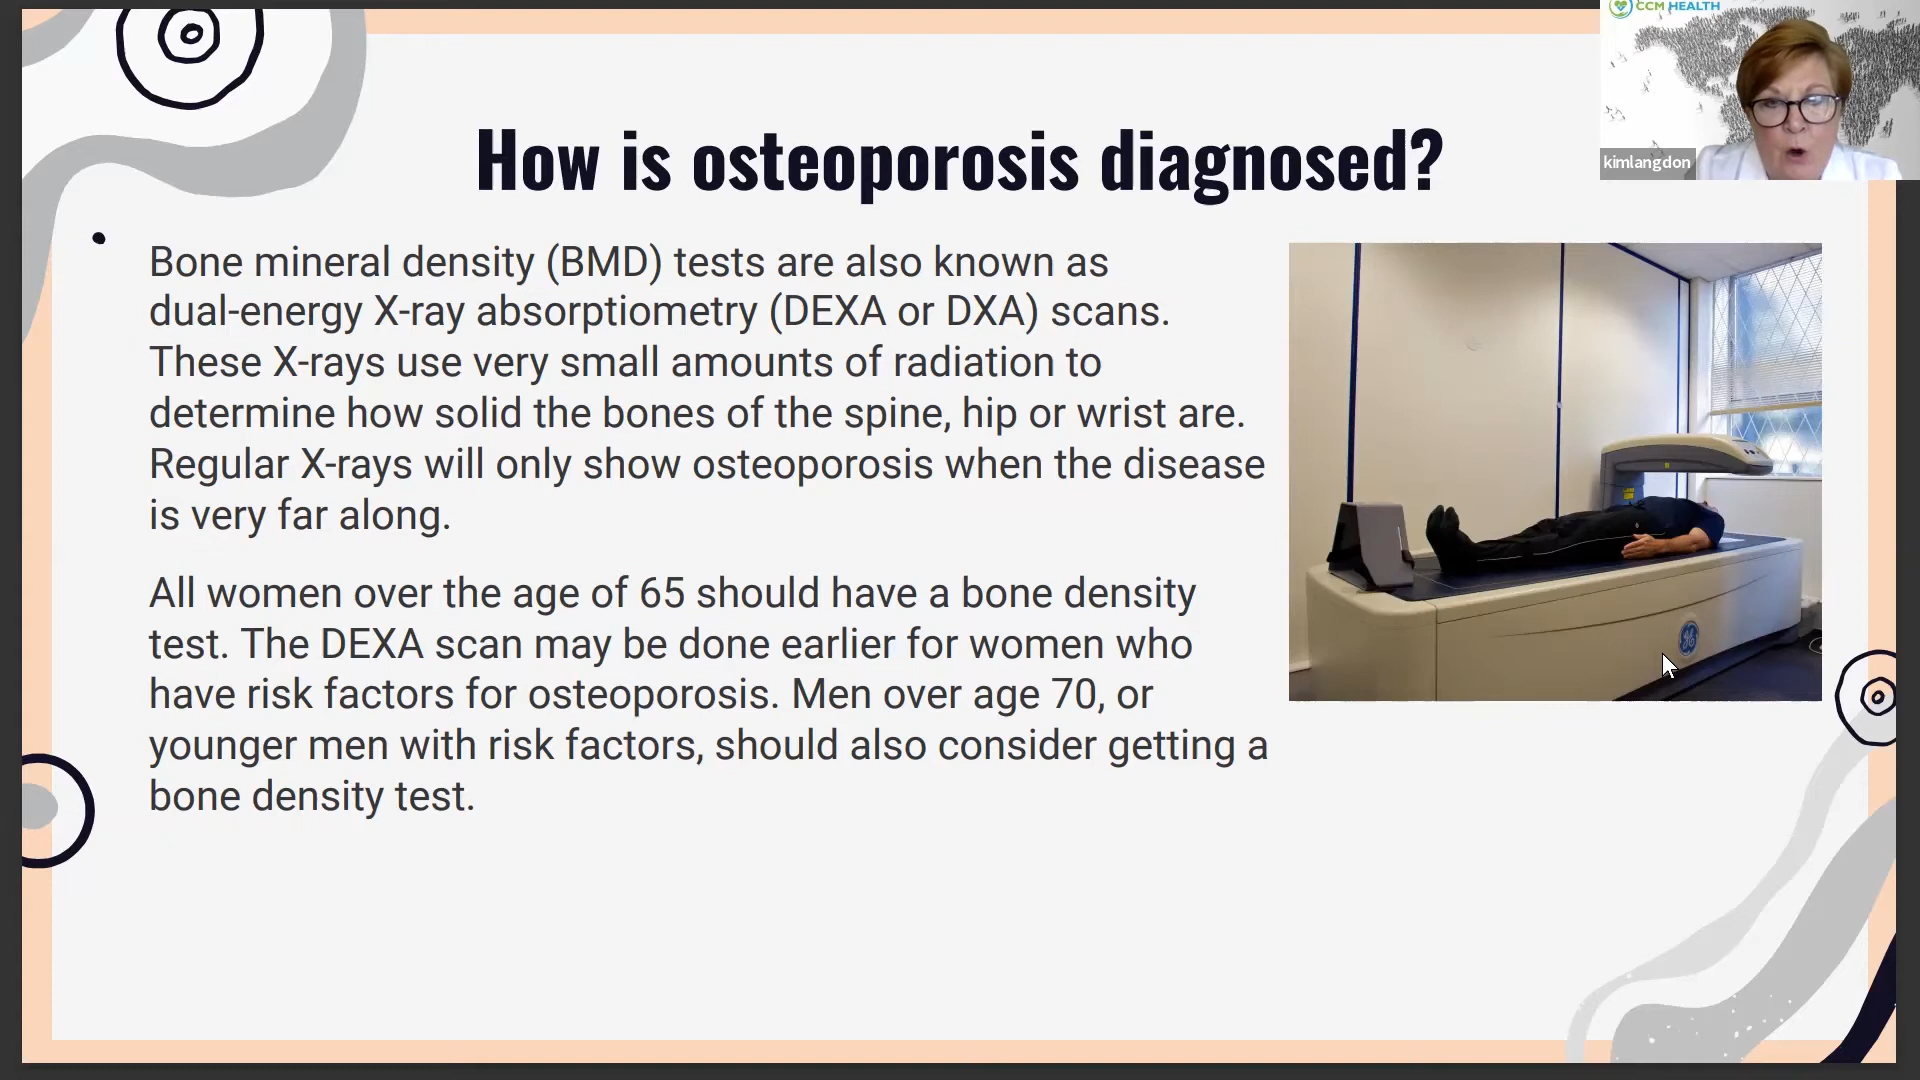 CCM HEALTH
How is osteoporosis diagnosed?
kimlangdon
Bone mineral density (BMD) tests are also known as
dual-energy X-ray absorptiometry (DEXA or DXA) scans.
These X-rays use very small amounts of radiation to
determine how solid the bones of the spine, hip or wrist are.
Regular X-rays will only show osteoporosis when the disease
is very far along.
All women over the age of 65 should have a bone density
test. The DEXA scan may be done earlier for women who
have risk factors for osteoporosis. Men over age 70, or
younger men with risk factors, should also consider getting a
bone density test.
GE